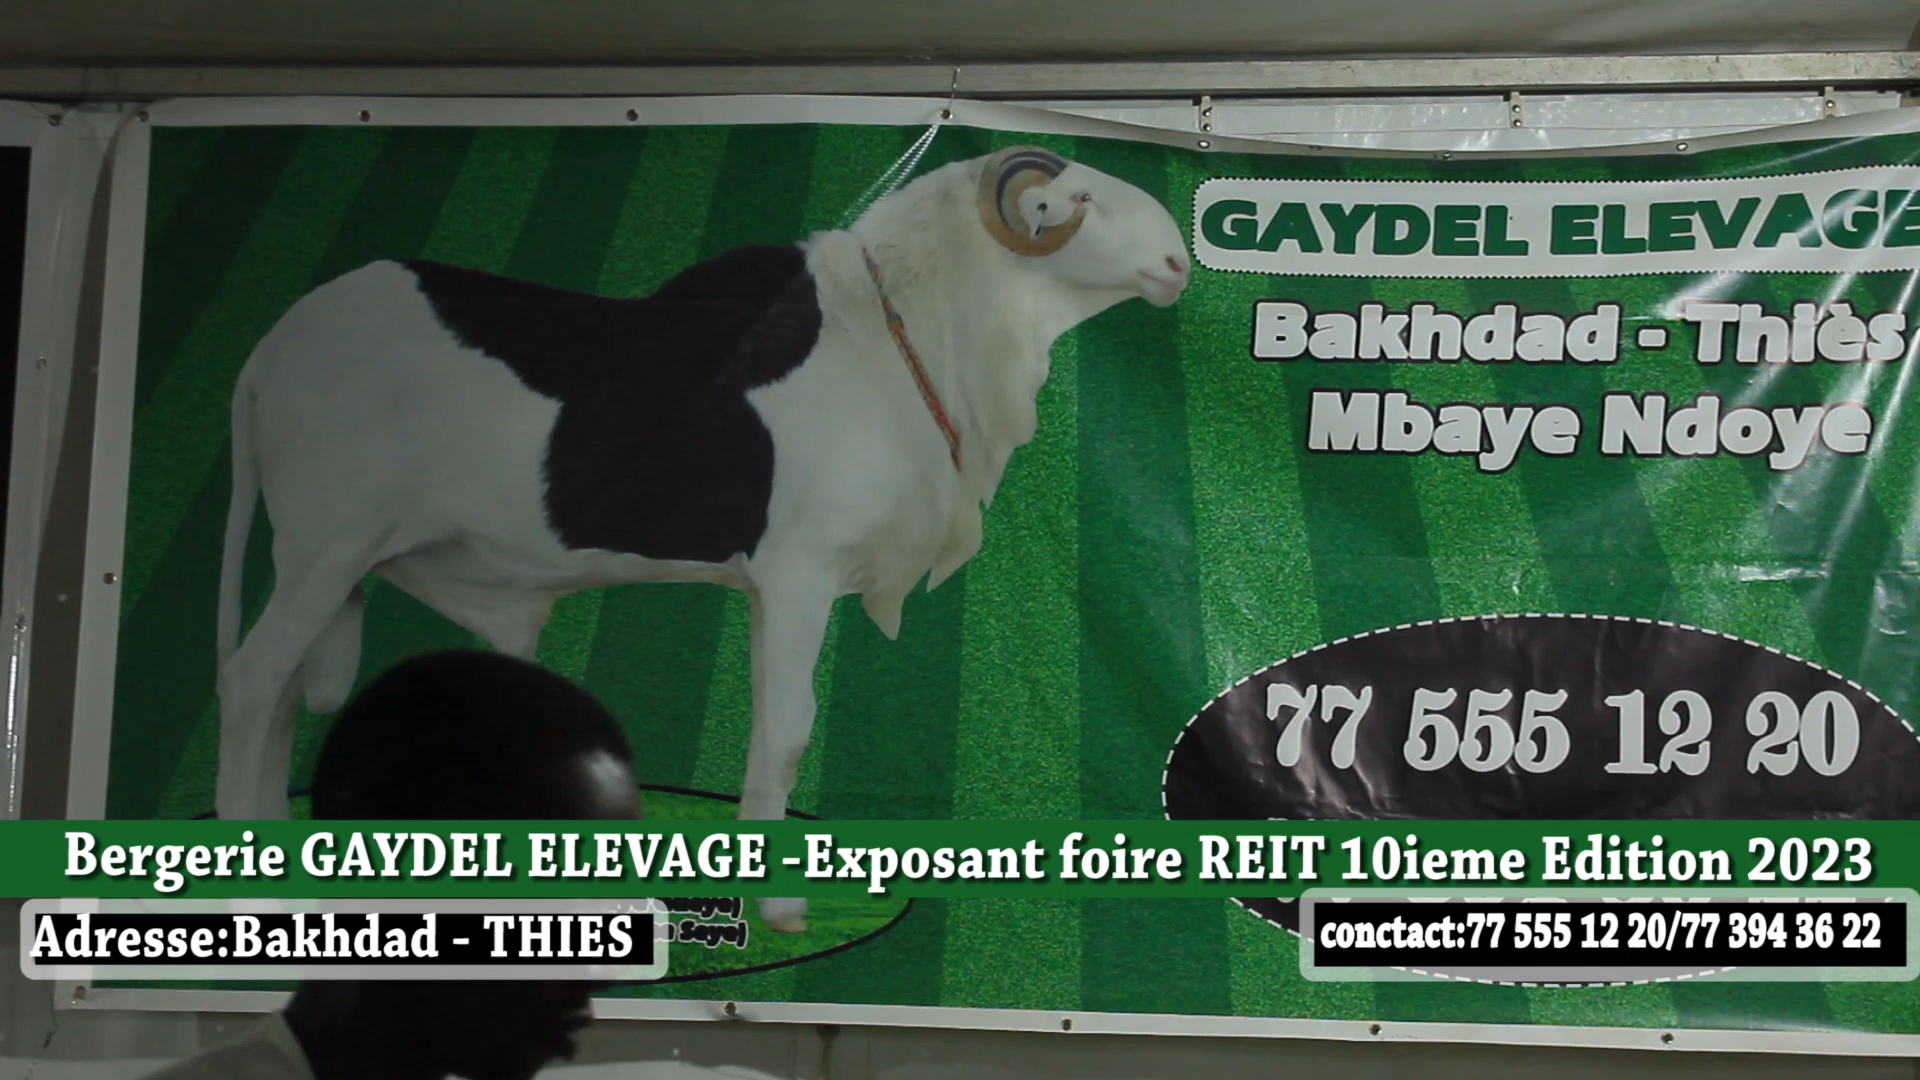 GAYDEL ELEVAGE
Bakhdad - Thiès
Mbaye Ndoye
77 555 12 20
Bergerie GAYDEL ELEVAGE -Exposant foire REIT 10ieme Edition 2023
Adresse:Bakhdad - THIES
conctact:77 555 12 20/77 394 36 22